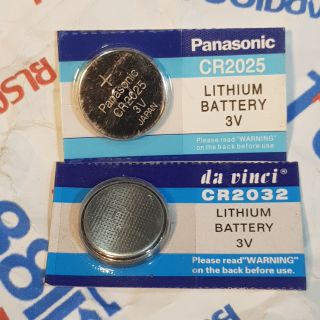 Panasonic
CR2025
LITHIUM
BATTERY
3V
Please read "WARNING"
on the back before use
+
Panasonic
CR2025
3V
JAPAN
da vinci
CR2032
LITHIUM
BATTERY
3V
Please read"WARNING"
on the back before use.